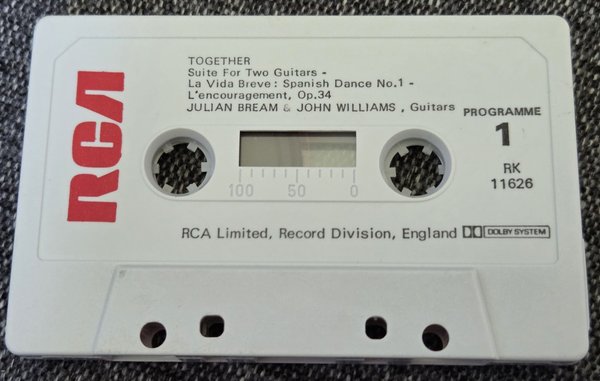 RCA
TOGETHER
Suite For Two Guitars -
La Vida Breve : Spanish Dance No.1 -
L'encouragement, Op.34
JULIAN BREAM & JOHN WILLIAMS , Guitars
PROGRAMME
1
RK
11626
100 50 0
RCA Limited, Record Division, England DOLBY SYSTEM